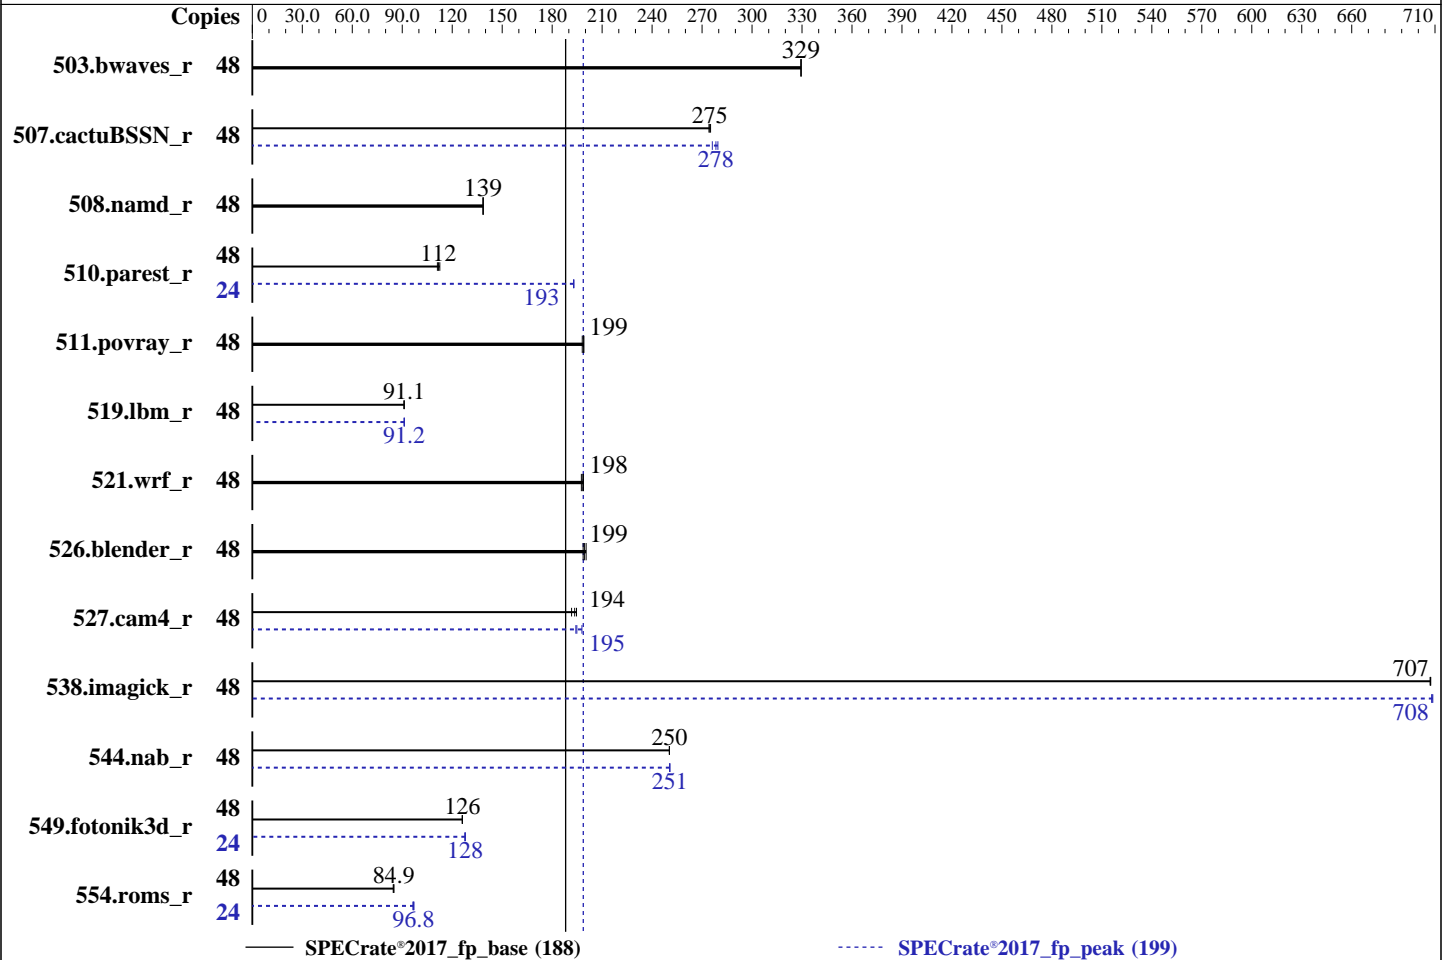 Copies 0 30.0 60.0 90.0 120 150 180 210 240 270 300 330 360 390 420 450 480 510 540 570 600 630 660 710
329
503.bwaves_r 48
275
507.cactuBSSN_r 48
278
139
508.namd_r 48
48 112
510.parest_r
24 193
199
511.povray_r 48
91.1
519.lbm_r 48
91.2
198
521.wrf_r 48
199
526.blender_r 48
194
527.cam4_r 48
195
707
538.imagick_r 48
708
250
544.nab_r 48
251
48 126
549.fotonik3d_r
24 128
48 84.9
554.roms_r
24 96.8
SPECrate®2017_fp_base (188) SPECrate®2017_fp_peak (199)